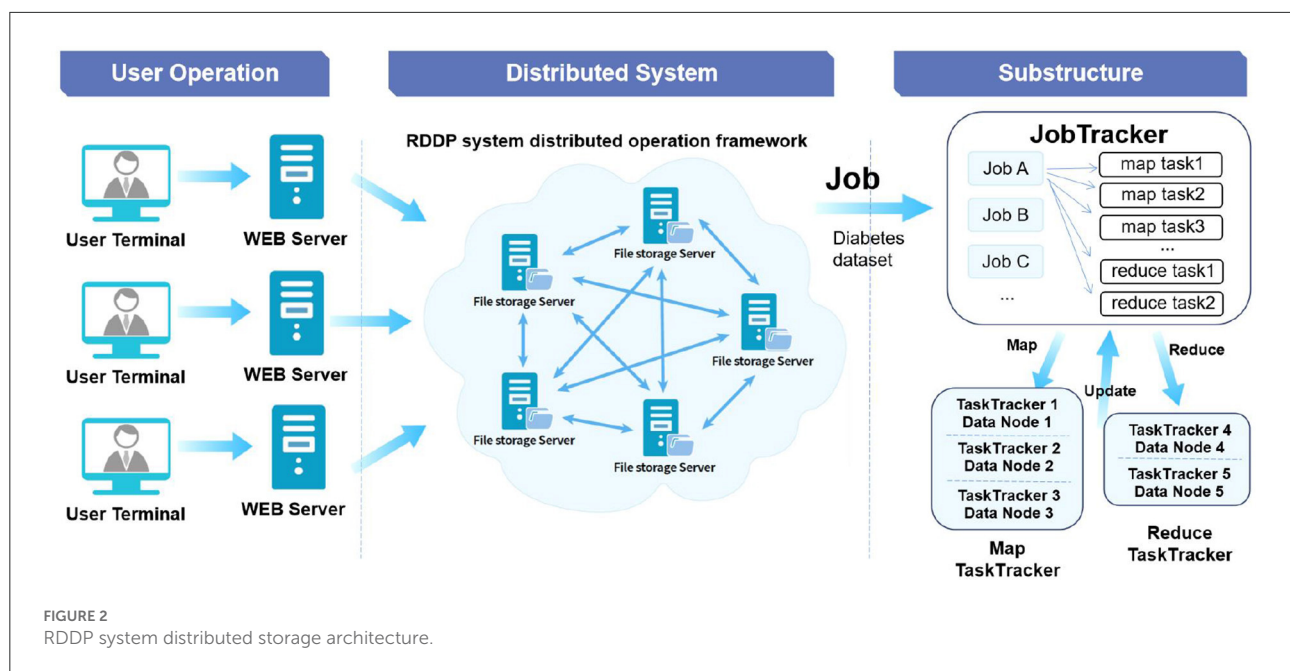 User Operation
Distributed System
Substructure
User Terminal
WEB Server
User Terminal
WEB Server
User Terminal
WEB Server
RDDP system distributed operation framework
File storage Server
File storage Server
File storage Server
File storage Server
File storage Server
Job
Diabetes
dataset
JobTracker
Job A
Job B
Job C
...
map task1
map task2
map task3
...
reduce task1
reduce task2
Map
Update
Reduce
TaskTracker 1
Data Node 1
TaskTracker 2
Data Node 2
TaskTracker 3
Data Node 3
Map
TaskTracker
TaskTracker 4
Data Node 4
TaskTracker 5
Data Node 5
Reduce
TaskTracker
FIGURE 2
RDDP system distributed storage architecture.